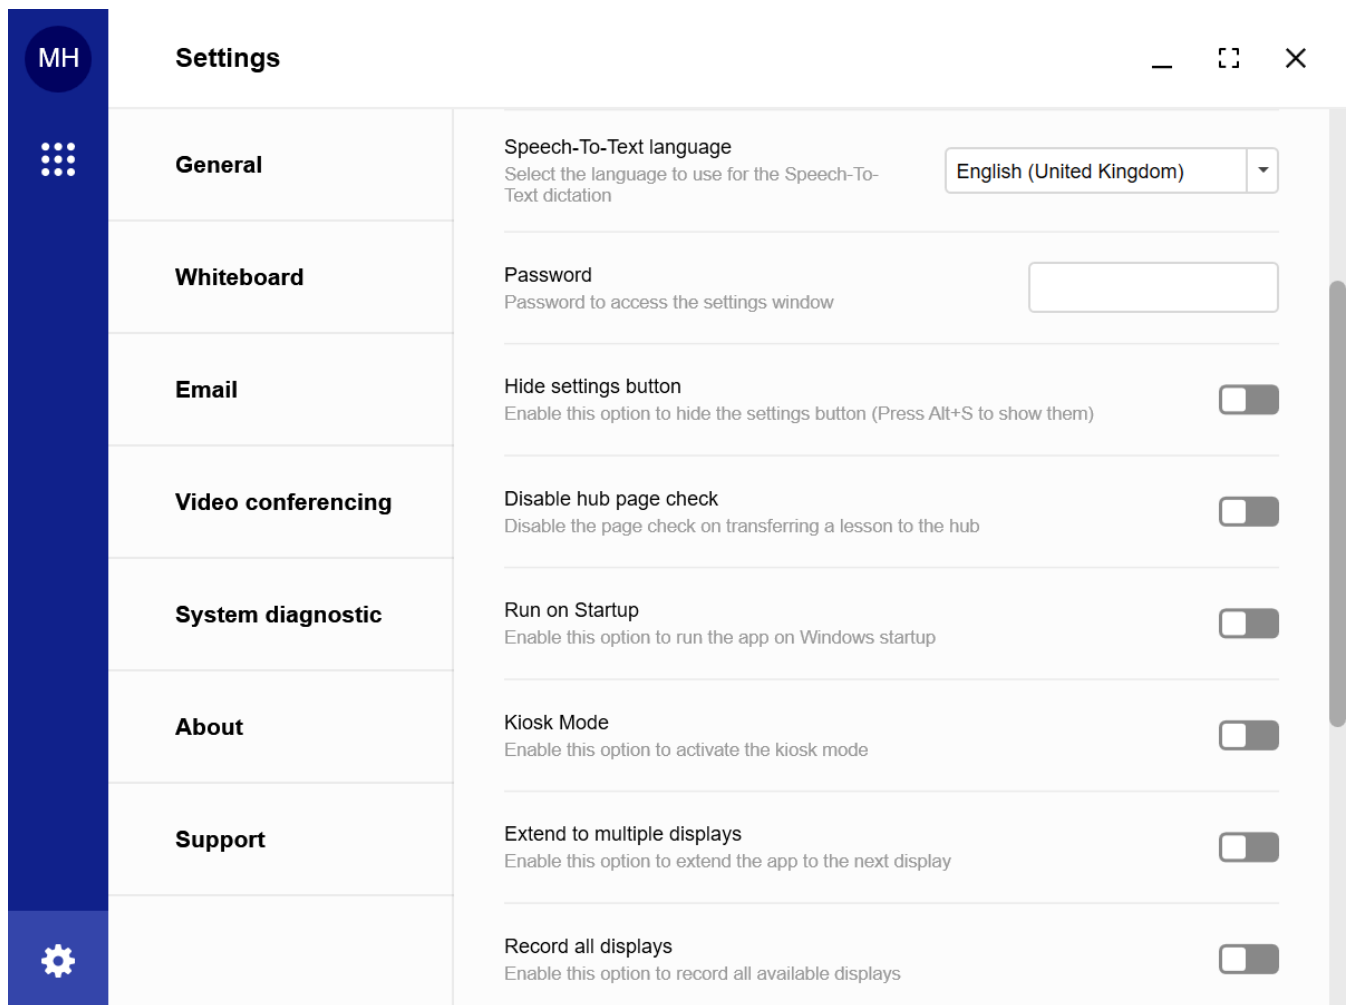 MH
Settings
General
Whiteboard
Email
Video conferencing
System diagnostic
About
Support
Speech-To-Text language
Select the language to use for the Speech-To-
Text dictation
English (United Kingdom)
Password
Password to access the settings window
Hide settings button
Enable this option to hide the settings button (Press Alt+S to show them)
Disable hub page check
Disable the page check on transferring a lesson to the hub
Run on Startup
Enable this option to run the app on Windows startup
Kiosk Mode
Enable this option to activate the kiosk mode
Extend to multiple displays
Enable this option to extend the app to the next display
Record all displays
Enable this option to record all available displays